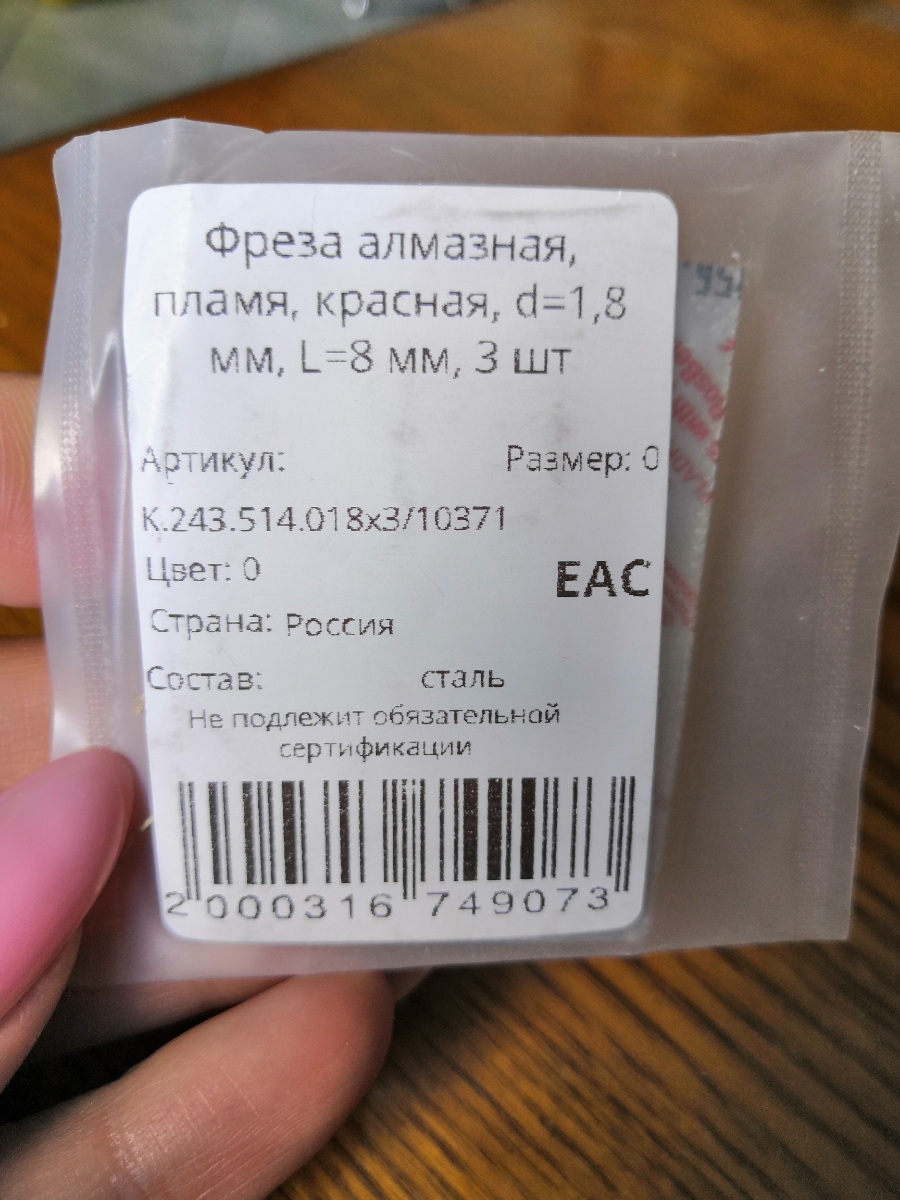 Фреза алмазная,
пламя, красная, d=1,8
мм, L=8 мм, 3 шт
Артикул:
Размер: 0
K.243.514.018x3/10371
Цвет: 0
EAC
Страна: Россия
Состав: сталь
Не подлежит обязательной
сертификации
2 000316 749073